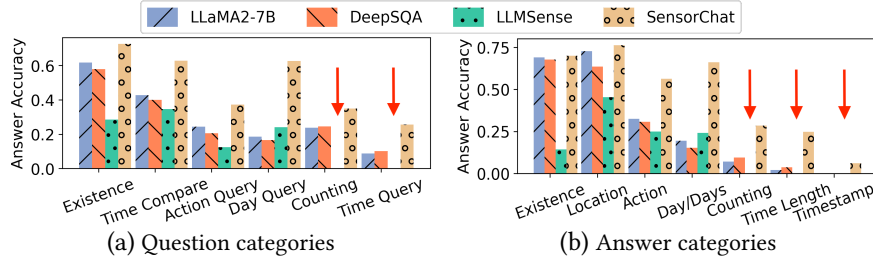 LLaMA2-7B DeepSQA LLMSense SensorChat
Answer Accuracy
0.6
0.4
0.2
0.0
Existence
Time Compare
Action Query
Day Query
Counting
Time Query
(a) Question categories
Answer Accuracy
0.75
0.50
0.25
0.00
Existence
Location
Action
Day/Days
Counting
Time Length
Timestamp
(b) Answer categories